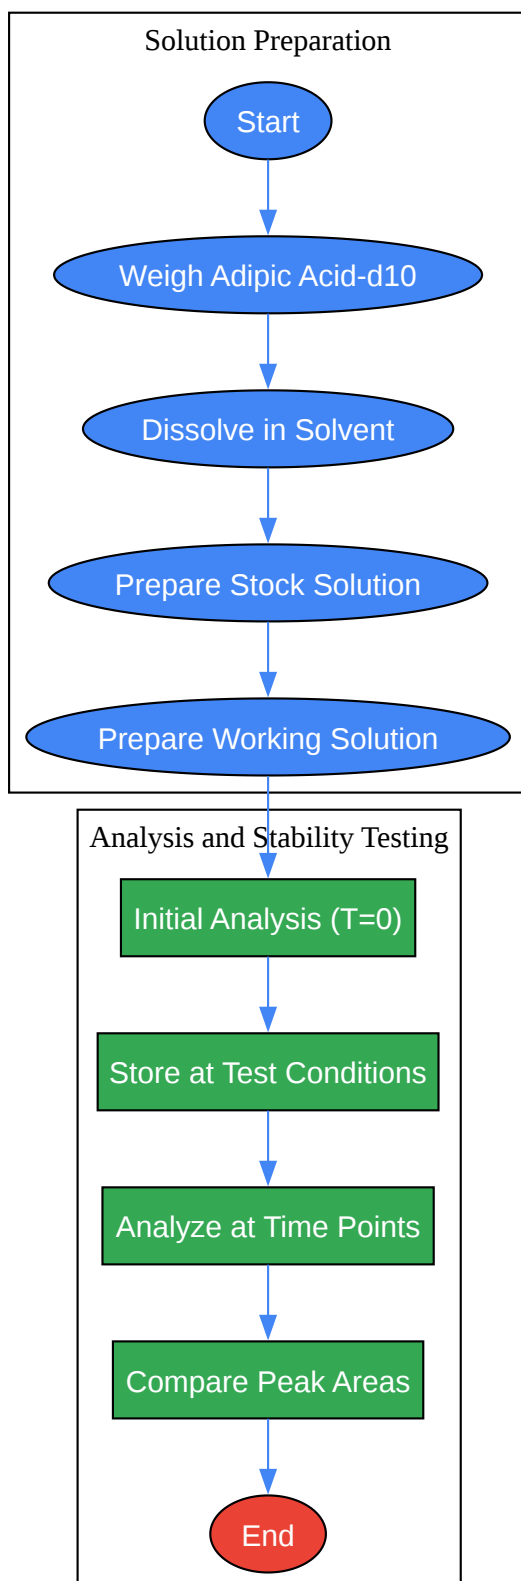 Solution Preparation
Start
Weigh Adipic Acid-d10
Dissolve in Solvent
Prepare Stock Solution
Prepare Working Solution
Analysis and Stability Testing
Initial Analysis (T=0)
Store at Test Conditions
Analyze at Time Points
Compare Peak Areas
End